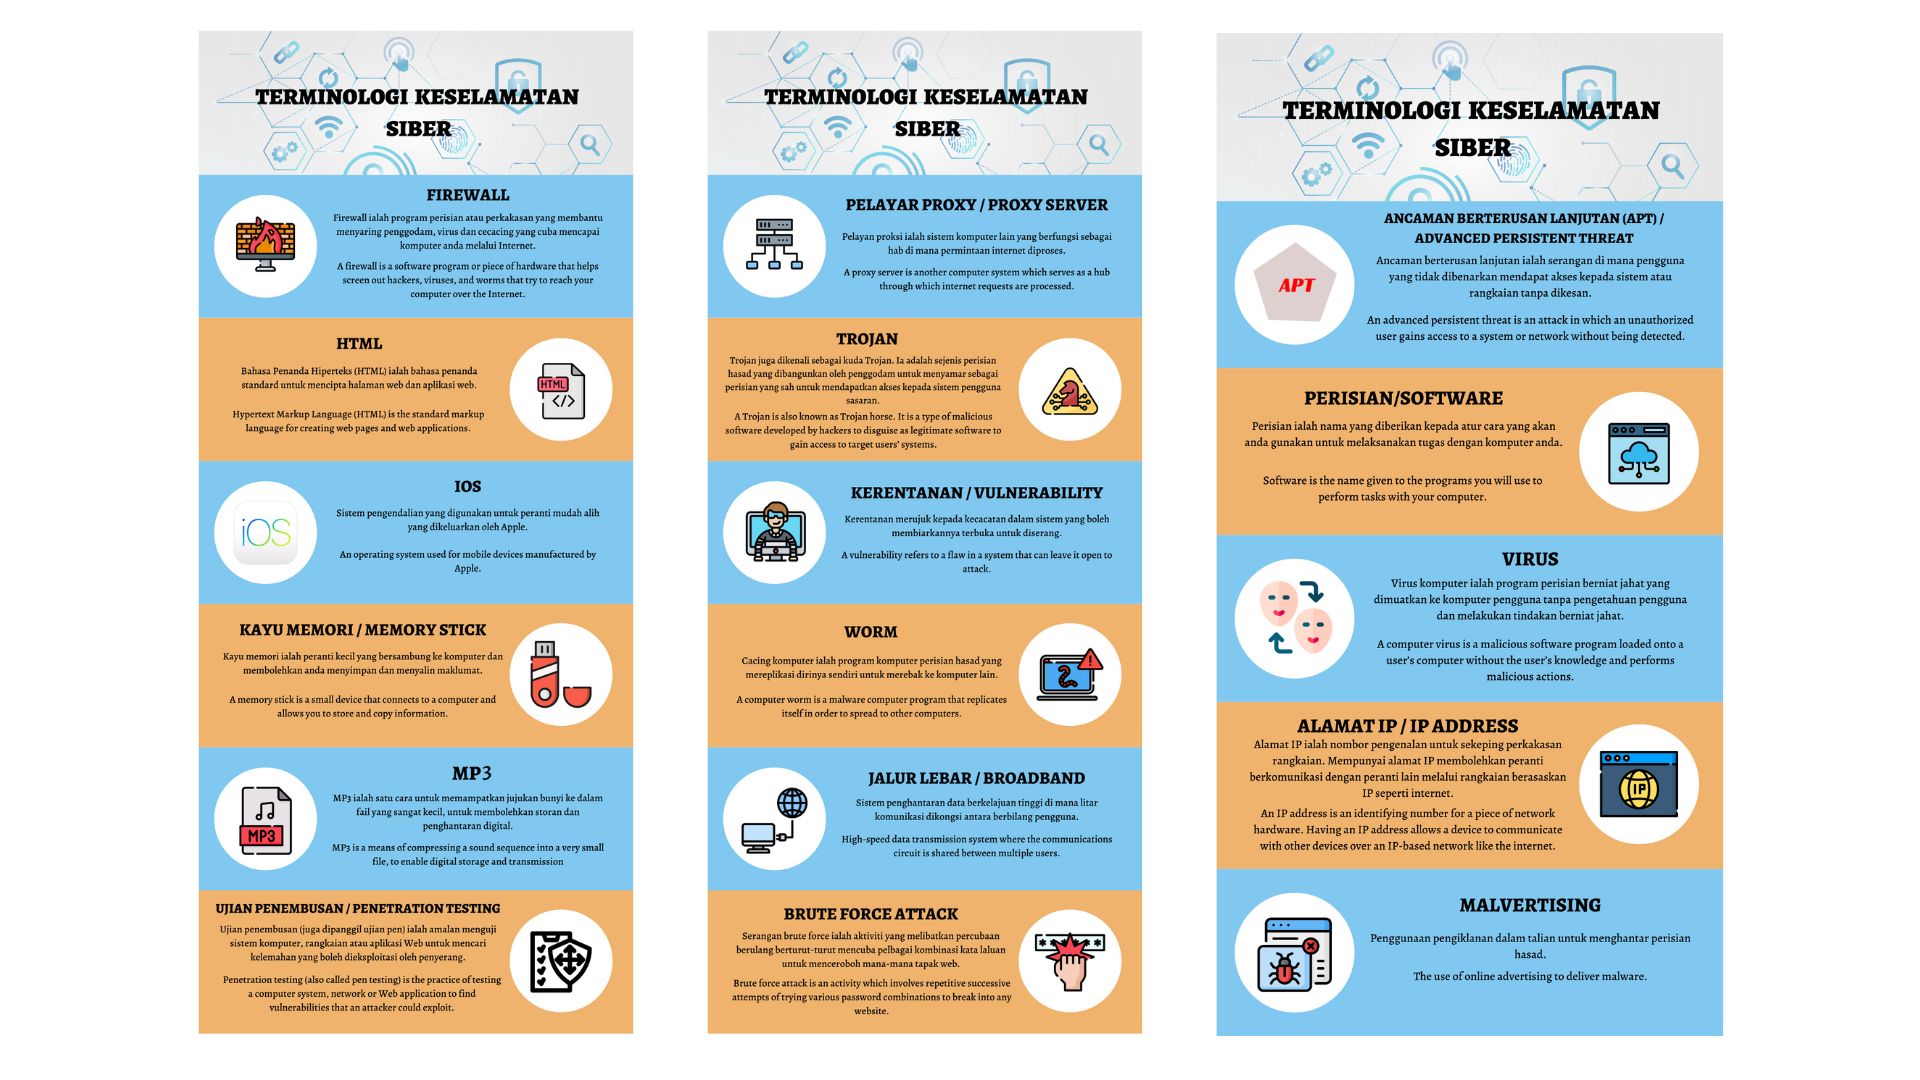 TERMINOLOGI KESELAMATAN
SIBER
FIREWALL
Firewall ialah program perisian atau perkakasan yang membantu
menyaring penggodam, virus dan cecacing yang cuba mencapai
komputer anda melalui Internet.
A firewall is a software program or piece of hardware that helps
screen out hackers, viruses, and worms that try to reach your
computer over the Internet.
HTML
Bahasa Penanda Hiperteks (HTML) ialah bahasa penanda
standard untuk mencipta halaman web dan aplikasi web.
Hypertext Markup Language (HTML) is the standard markup
language for creating web pages and web applications.
HTML
</>
IOS
Sistem pengendalian yang digunakan untuk peranti mudah alih
yang dikeluarkan oleh Apple.
An operating system used for mobile devices manufactured by
Apple.
iOS
KAYU MEMORI / MEMORY STICK
Kayu memori ialah peranti kecil yang bersambung ke komputer dan
membolehkan anda menyimpan dan menyalin maklumat.
A memory stick is a small device that connects to a computer and
allows you to store and copy information.
MP3
MP3 ialah satu cara untuk memampatkan jujukan bunyi ke dalam
fail yang sangat kecil, untuk membolehkan storan dan
penghantaran digital.
MP3 is a means of compressing a sound sequence into a very small
file, to enable digital storage and transmission
MP3
UJIAN PENEMBUSAN / PENETRATION TESTING
Ujian penembusan (juga dipanggil ujian pen) ialah amalan menguji
sistem komputer, rangkaian atau aplikasi Web untuk mencari
kelemahan yang boleh dieksploitasi oleh penyerang.
Penetration testing (also called pen testing) is the practice of testing
a computer system, network or Web application to find
vulnerabilities that an attacker could exploit.
TERMINOLOGI KESELAMATAN
SIBER
PELAYAR PROXY / PROXY SERVER
Pelayan proksi ialah sistem komputer lain yang berfungsi sebagai
hab di mana permintaan internet diproses.
A proxy server is another computer system which serves as a hub
through which internet requests are processed.
TROJAN
Trojan juga dikenali sebagai kuda Trojan. Ia adalah sejenis perisian
hasad yang dibangunkan oleh penggodam untuk menyamar sebagai
perisian yang sah untuk mendapatkan akses kepada sistem pengguna
sasaran.
A Trojan is also known as Trojan horse. It is a type of malicious
software developed by hackers to disguise as legitimate software to
gain access to target users' systems.
KERENTANAN / VULNERABILITY
Kerentanan merujuk kepada kecacatan dalam sistem yang boleh
membiarkannya terbuka untuk diserang.
A vulnerability refers to a flaw in a system that can leave it open to
attack.
WORM
Cacing komputer ialah program komputer perisian hasad yang
mereplikasi dirinya sendiri untuk merebak ke komputer lain.
A computer worm is a malware computer program that replicates
itself in order to spread to other computers.
JALUR LEBAR / BROADBAND
Sistem penghantaran data berkelajuan tinggi di mana litar
komunikasi dikongsi antara berbilang pengguna.
High-speed data transmission system where the communications
circuit is shared between multiple users.
BRUTE FORCE ATTACK
Serangan brute force ialah aktiviti yang melibatkan percubaan
berulang berturut-turut mencuba pelbagai kombinasi kata laluan
untuk menceroboh mana-mana tapak web.
Brute force attack is an activity which involves repetitive successive
attempts of trying various password combinations to break into any
website.
TERMINOLOGI KESELAMATAN
SIBER
ANCAMAN BERTERUSAN LANJUTAN (APT) /
ADVANCED PERSISTENT THREAT
Ancaman berterusan lanjutan ialah serangan di mana pengguna
yang tidak dibenarkan mendapat akses kepada sistem atau
rangkaian tanpa dikesan.
An advanced persistent threat is an attack in which an unauthorized
user gains access to a system or network without being detected.
APT
PERISIAN/SOFTWARE
Perisian ialah nama yang diberikan kepada atur cara yang akan
anda gunakan untuk melaksanakan tugas dengan komputer anda.
Software is the name given to the programs you will use to
perform tasks with your computer.
VIRUS
Virus komputer ialah program perisian berniat jahat yang
dimuatkan ke komputer pengguna tanpa pengetahuan pengguna
dan melakukan tindakan berniat jahat.
A computer virus is a malicious software program loaded onto a
user's computer without the user's knowledge and performs
malicious actions.
ALAMAT IP / IP ADDRESS
Alamat IP ialah nombor pengenalan untuk sekeping perkakasan
rangkaian. Mempunyai alamat IP membolehkan peranti
berkomunikasi dengan peranti lain melalui rangkaian berasaskan
IP seperti internet.
An IP address is an identifying number for a piece of network
hardware. Having an IP address allows a device to communicate
with other devices over an IP-based network like the internet.
IP
MALVERTISING
Penggunaan pengiklanan dalam talian untuk menghantar perisian
hasad.
The use of online advertising to deliver malware.